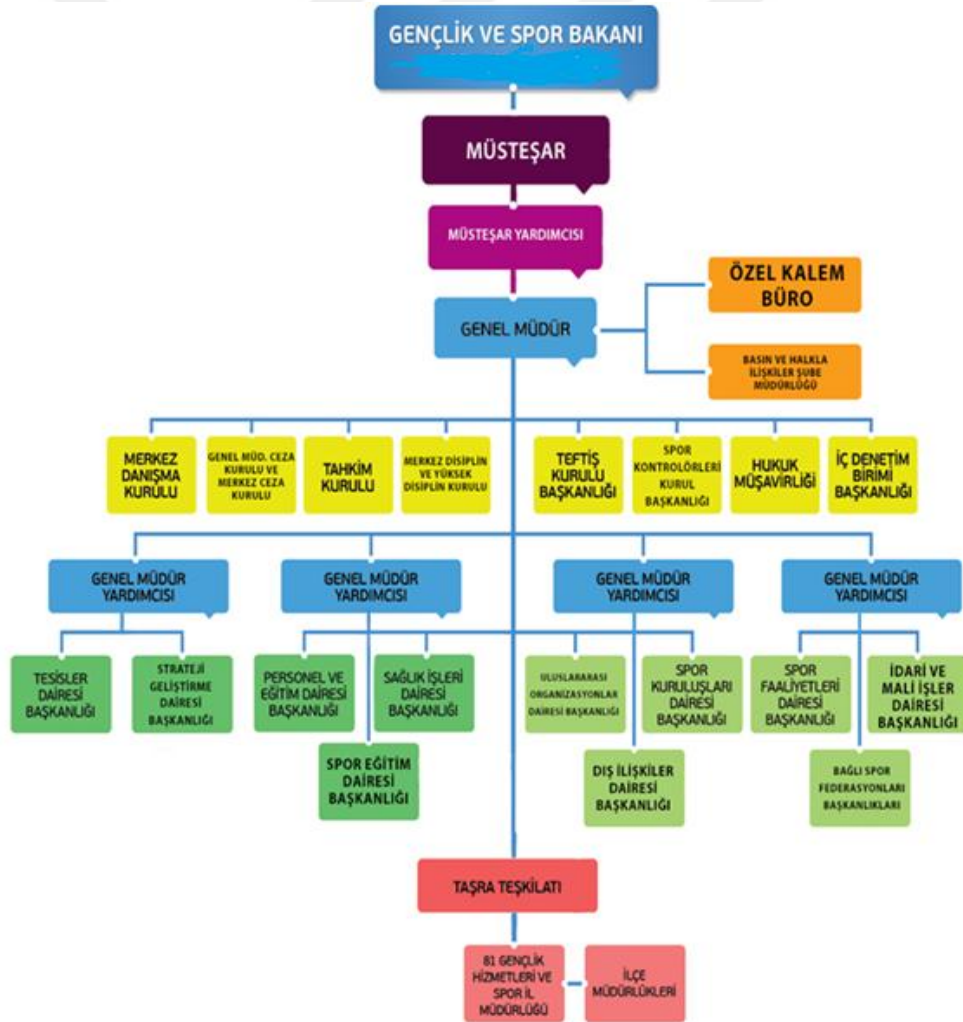 GENÇLİK VE SPOR BAKANI
MÜSTEŞAR
MÜSTEŞAR YARDIMCISI
GENEL MÜDÜR
ÖZEL KALEM
BÜRO
BASIN VE HALKLA
İLİŞKİLER ŞUBE
MÜDÜRLÜĞÜ
MERKEZ
DANIŞMA
KURULU
GENEL MÜD. CEZA
KURULU VE
MERKEZ CEZA
KURULU
TAHKİM
KURULU
MERKEZ DİSİPLİN
VE YÜKSEK
DİSİPLİN KURULU
TEFTİŞ
KURULU
BAŞKANLIĞI
SPOR
KONTROLÖRLERİ
KURUL
BAŞKANLIĞI
HUKUK
MÜŞAVİRLİĞİ
İÇ DENETİM
BİRİMİ
BAŞKANLIĞI
GENEL MÜDÜR
YARDIMCISI
GENEL MÜDÜR
YARDIMCISI
GENEL MÜDÜR
YARDIMCISI
GENEL MÜDÜR
YARDIMCISI
TESİSLER
DAİRESİ
BAŞKANLIĞI
STRATEJİ
GELİŞTİRME
DAİRESİ
BAŞKANLIĞI
PERSONEL VE
EĞİTİM DAİRESİ
BAŞKANLIĞI
SAĞLIK İŞLERİ
DAİRESİ
BAŞKANLIĞI
ULUSLARARASI
ORGANİZASYONLAR
DAİRESİ BAŞKANLIĞI
SPOR
KURULUŞLARI
DAİRESİ
BAŞKANLIĞI
SPOR
FAALİYETLERİ
DAİRESİ
BAŞKANLIĞI
İDARİ VE
MALİ İŞLER
DAİRESİ
BAŞKANLIĞI
SPOR EĞİTİM
DAİRESİ
BAŞKANLIĞI
DIŞ İLİŞKİLER
DAİRESİ
BAŞKANLIĞI
BAĞLI SPOR
FEDERASYONLARI
BAŞKANLIKLARI
TAŞRA TEŞKİLATI
81 GENÇLİK
HİZMETLERİ VE
SPOR İL
MÜDÜRLÜĞÜ
İLÇE
MÜDÜRLÜKLERİ